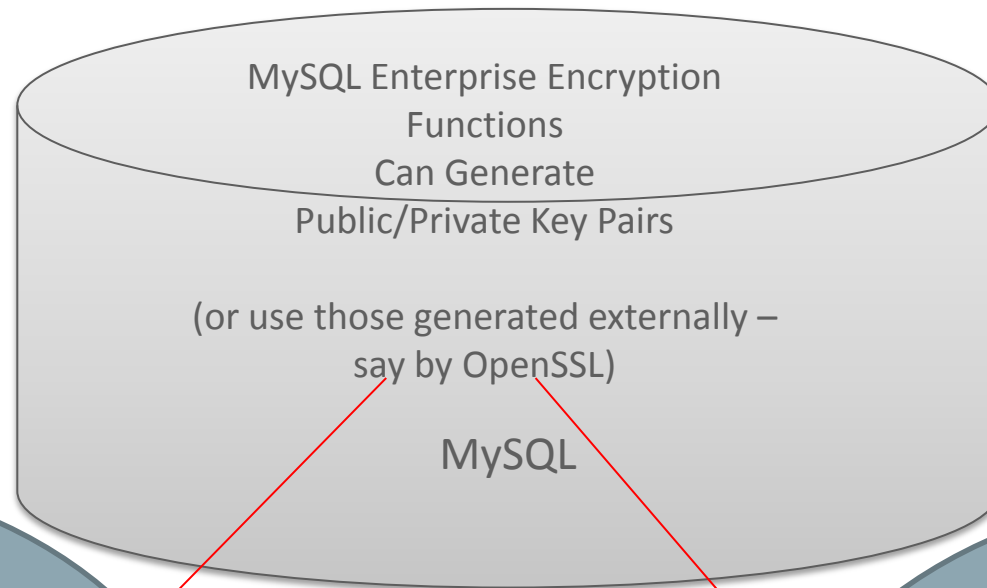 MySQL Enterprise Encryption
Functions
Can Generate
Public/Private Key Pairs
(or use those generated externally –
say by OpenSSL)
MySQL